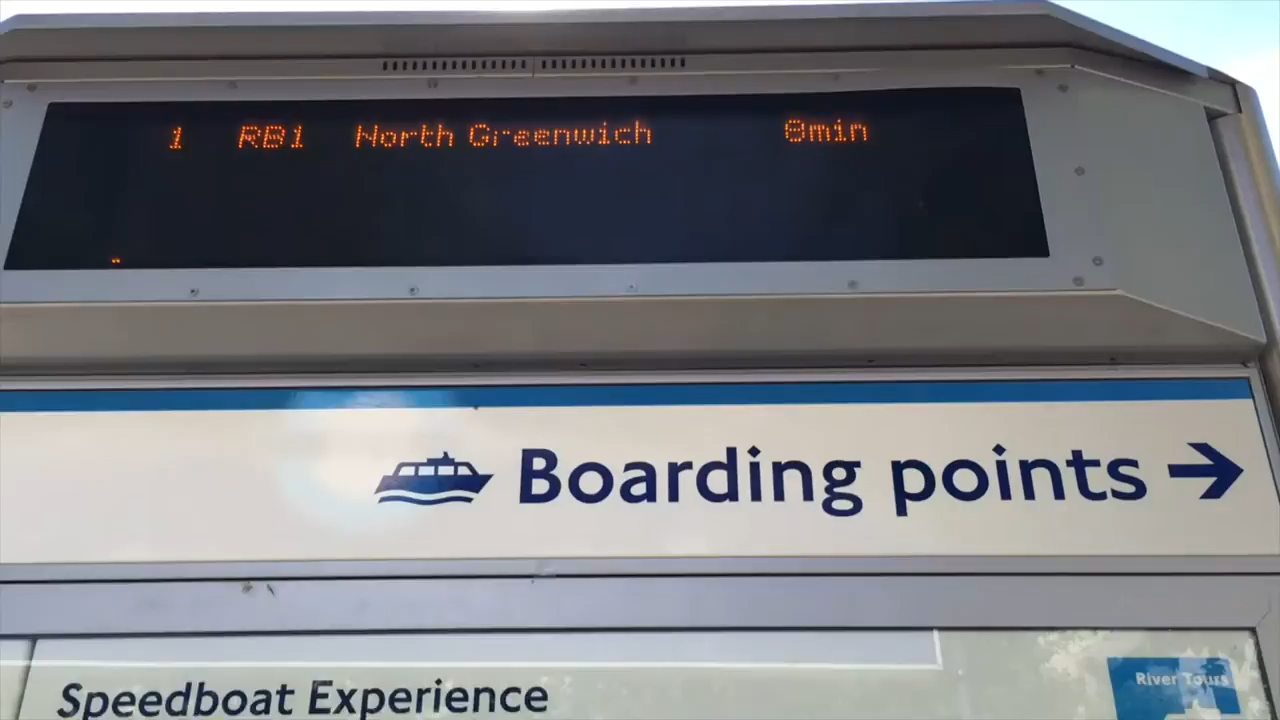 1 RB1 North Greenwich 8min
Boarding points →
Speedboat Experience
River Tours